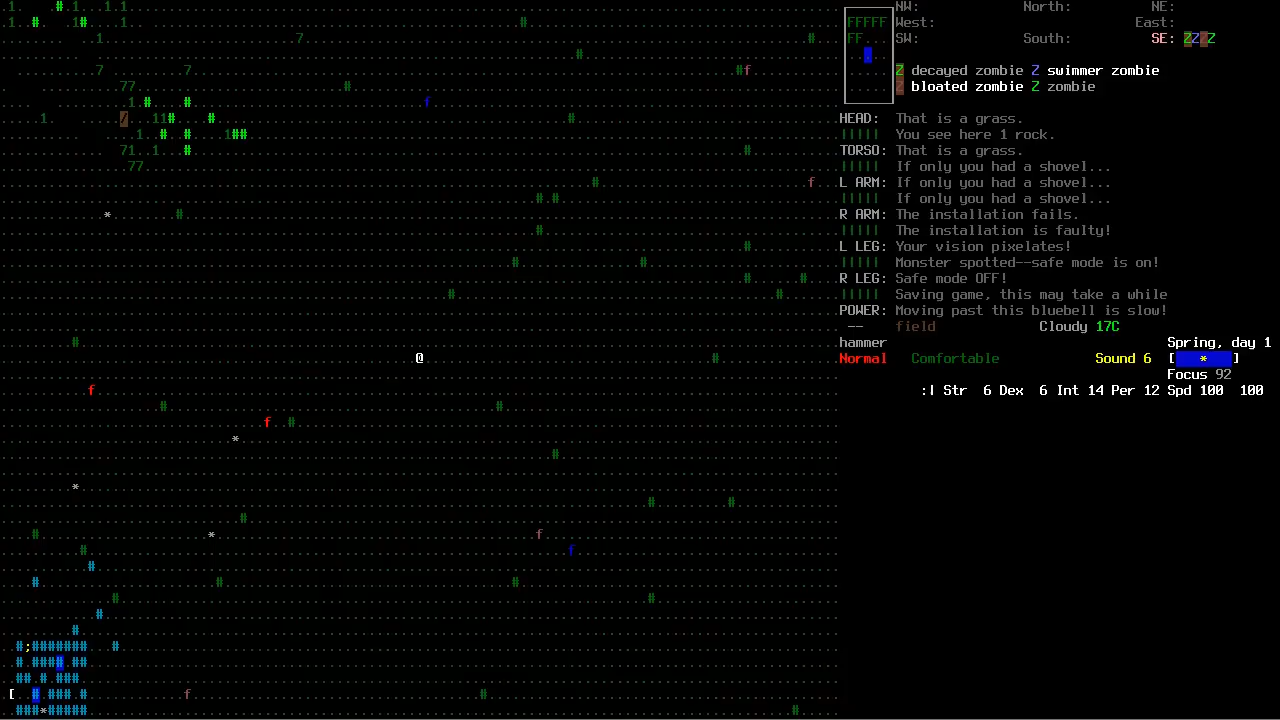 NW: North: NE:
West: East:
SW: South: SE: ZZZZ
Z decayed zombie Z swimmer zombie
Z bloated zombie Z zombie
HEAD: That is a grass.
||||| You see here 1 rock.
TORSO: That is a grass.
||||| If only you had a shovel...
L ARM: If only you had a shovel...
||||| If only you had a shovel...
R ARM: The installation fails.
||||| The installation is faulty!
L LEG: Your vision pixelates!
||||| Monster spotted--safe mode is on!
R LEG: Safe mode OFF!
||||| Saving game, this may take a while
POWER: Moving past this bluebell is slow!
-- field Cloudy 17C
hammer Spring, day 1
Normal Comfortable Sound 6 [ * ]
Focus 92
:| Str 6 Dex 6 Int 14 Per 12 Spd 100 100